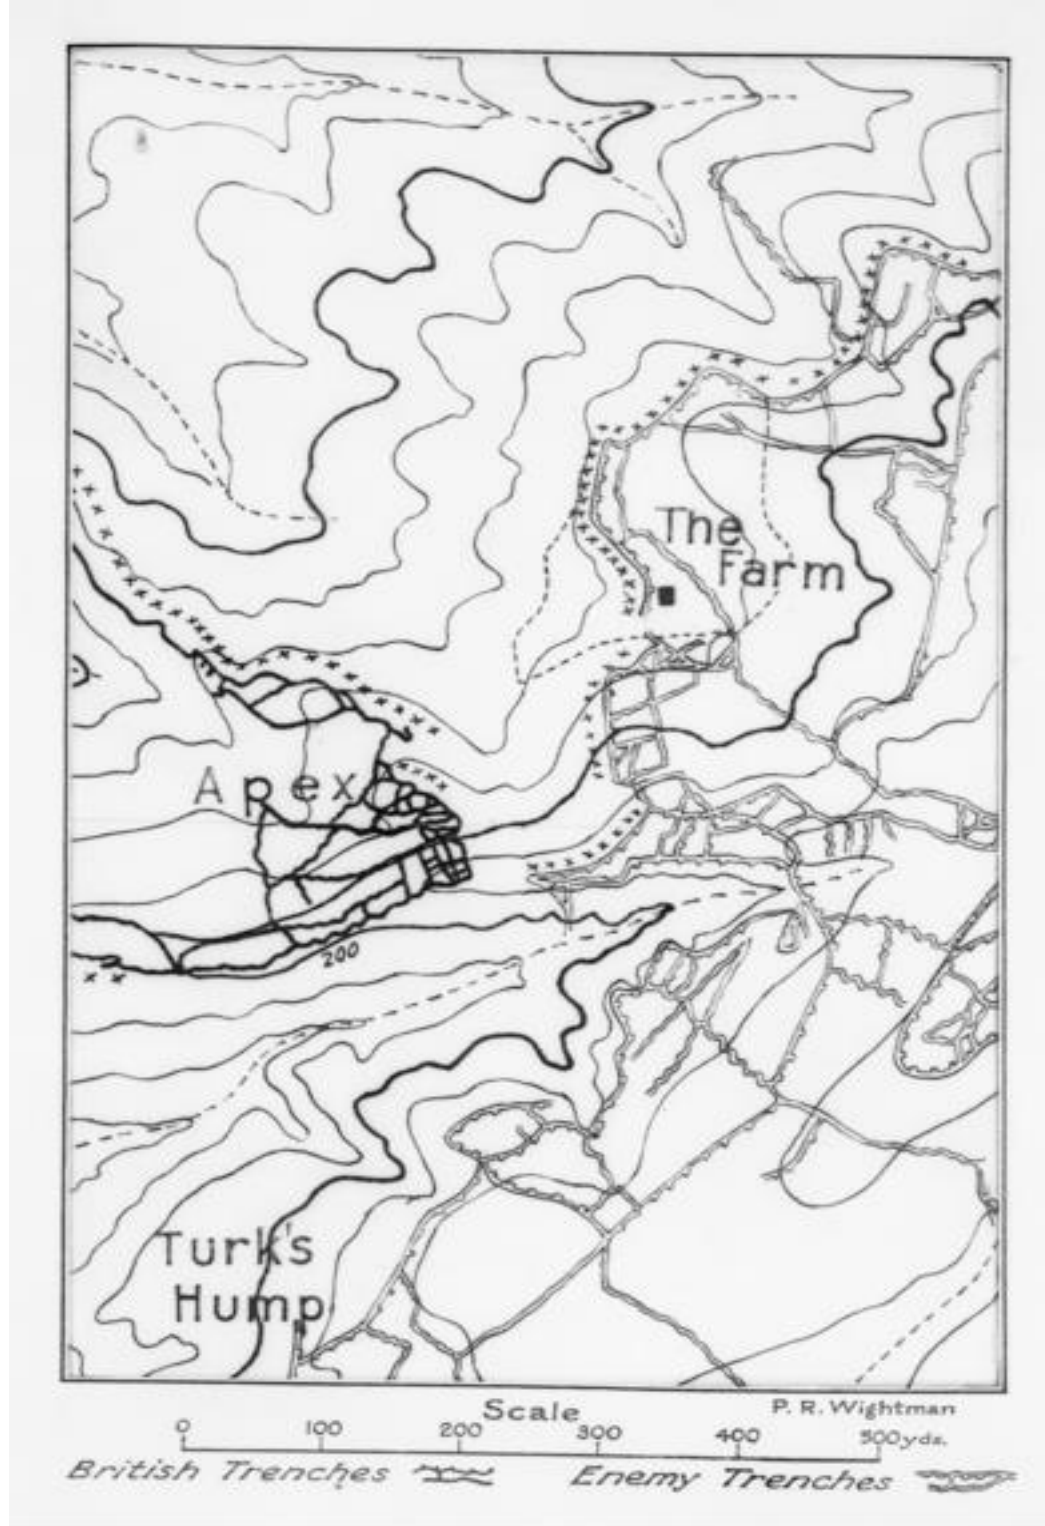 The
Farm
Apex
200
Turk's
Hump
Scale
P. R. Wightman
0 100 200 300 400 500yds.
British Trenches Enemy Trenches